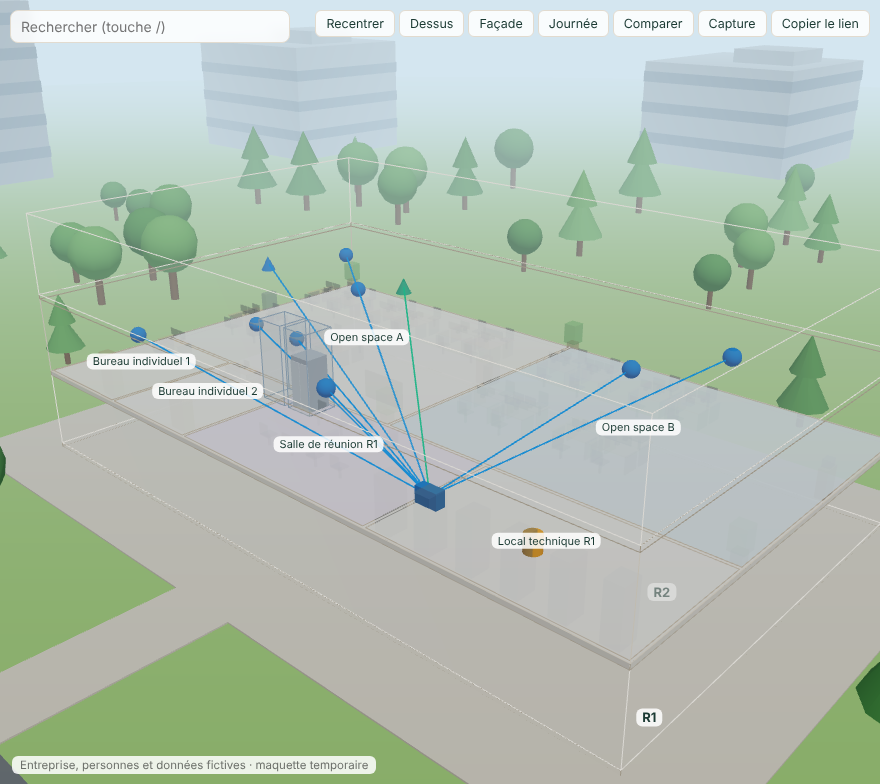 Rechercher (touche /)
Recentrer
Dessus
Façade
Journée
Comparer
Capture
Copier le lien
Open space A
Bureau individuel 1
Bureau individuel 2
Open space B
Salle de réunion R1
Local technique R1
R2
R1
Entreprise, personnes et données fictives · maquette temporaire